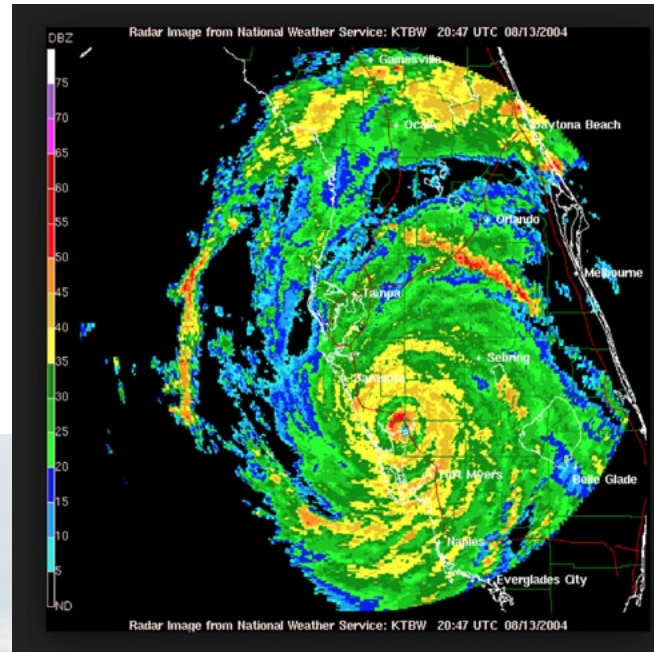 Radar Image from National Weather Service: KTBW 20:47 UTC 08/13/2004
DBZ
75
70
65
60
55
50
45
40
35
30
25
20
15
10
5
ND
Gainesville
Ocala
Daytona Beach
Orlando
Melbourne
Tampa
Sebring
Sarasota
Fort Myers
Belle Glade
Naples
Everglades City
Radar Image from National Weather Service: KTBW 20:47 UTC 08/13/2004